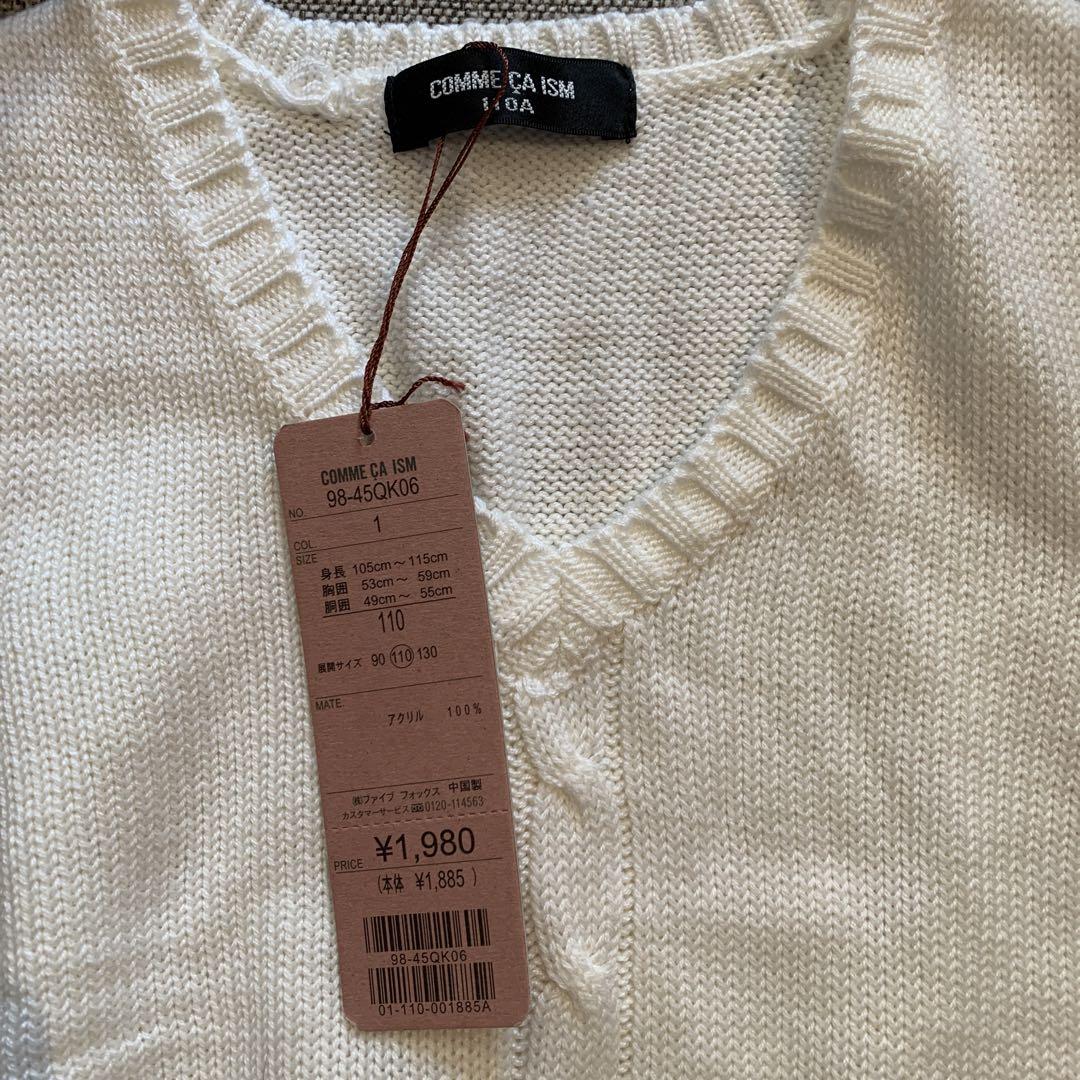 COMME ÇA ISM
110A
COMME ÇA ISM
NO. 98-45QK06
COL. 1
SIZE
身長 105cm～115cm
胸囲 53cm～ 59cm
胴囲 49cm～ 55cm
110
展開サイズ 90 110 130
MATE.
アクリル 100%
㈱ファイブ フォックス 中国製
カスタマーサービス 0120-114563
PRICE ¥1,980
(本体 ¥1,885 )
98-45QK06
01-110-001885A